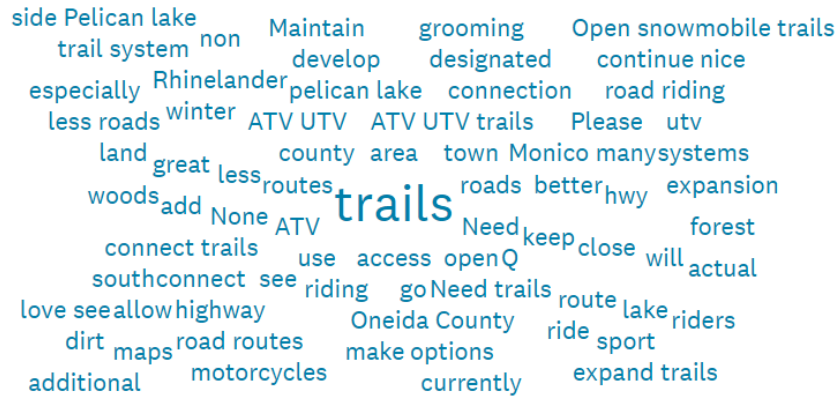 side Pelican lake non Maintain grooming Open snowmobile trails
trail system develop designated continue nice
especially Rhinelander pelican lake connection road riding
less roads winter ATV UTV ATV UTV trails Please utv
land great county area town Monico many systems
woods less routes trails roads better hwy expansion
add None ATV Need forest
connect trails use access open Q keep close will actual
south connect see riding go Need trails route lake riders
love see allow highway Oneida County ride sport
dirt maps road routes make options
additional motorcycles currently expand trails